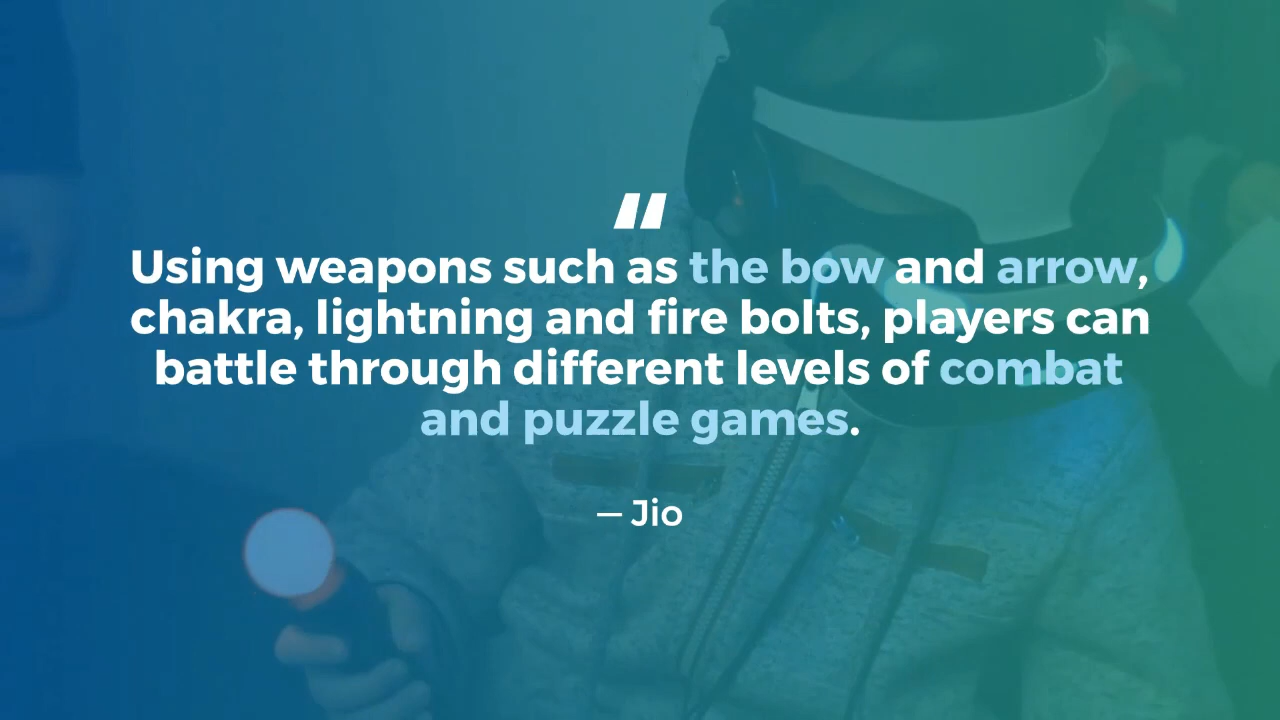 "
Using weapons such as the bow and arrow,
chakra, lightning and fire bolts, players can
battle through different levels of combat
and puzzle games.
— Jio